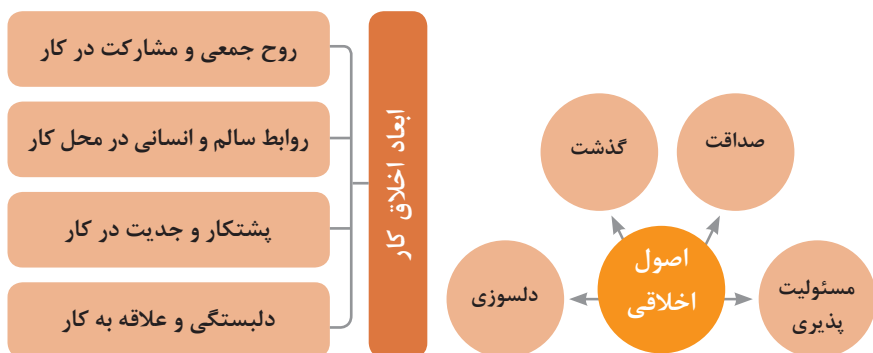 صداقت
گذشت
اصول
اخلاقی
مسئولیت
پذیری
دلسوزی
ابعاد اخلاق کار
روح جمعی و مشارکت در کار
روابط سالم و انسانی در محل کار
پشتکار و جدیت در کار
دلبستگی و علاقه به کار